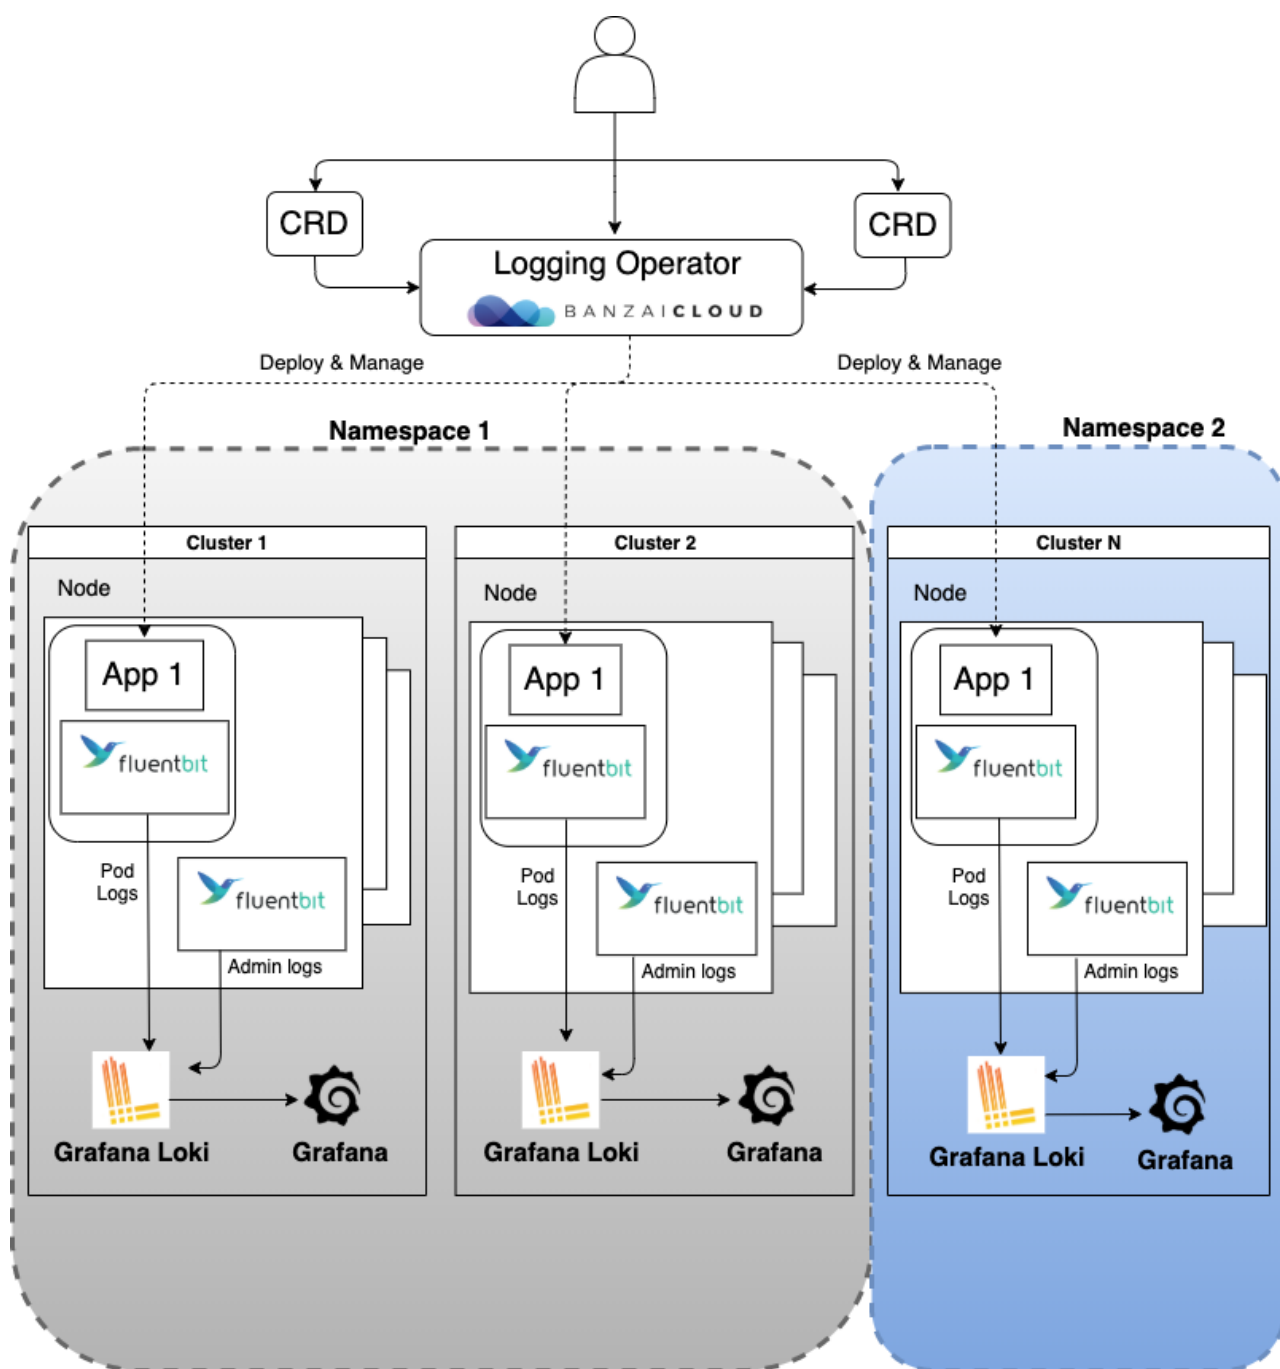 CRD
CRD
Logging Operator
BANZAICLOUD
Deploy & Manage
Deploy & Manage
Namespace 1
Namespace 2
Cluster 1
Cluster 2
Cluster N
Node
Node
Node
App 1
App 1
App 1
fluentbit
fluentbit
fluentbit
Pod
Logs
Pod
Logs
Pod
Logs
fluentbit
fluentbit
fluentbit
Admin logs
Admin logs
Admin logs
Grafana Loki
Grafana
Grafana Loki
Grafana
Grafana Loki
Grafana